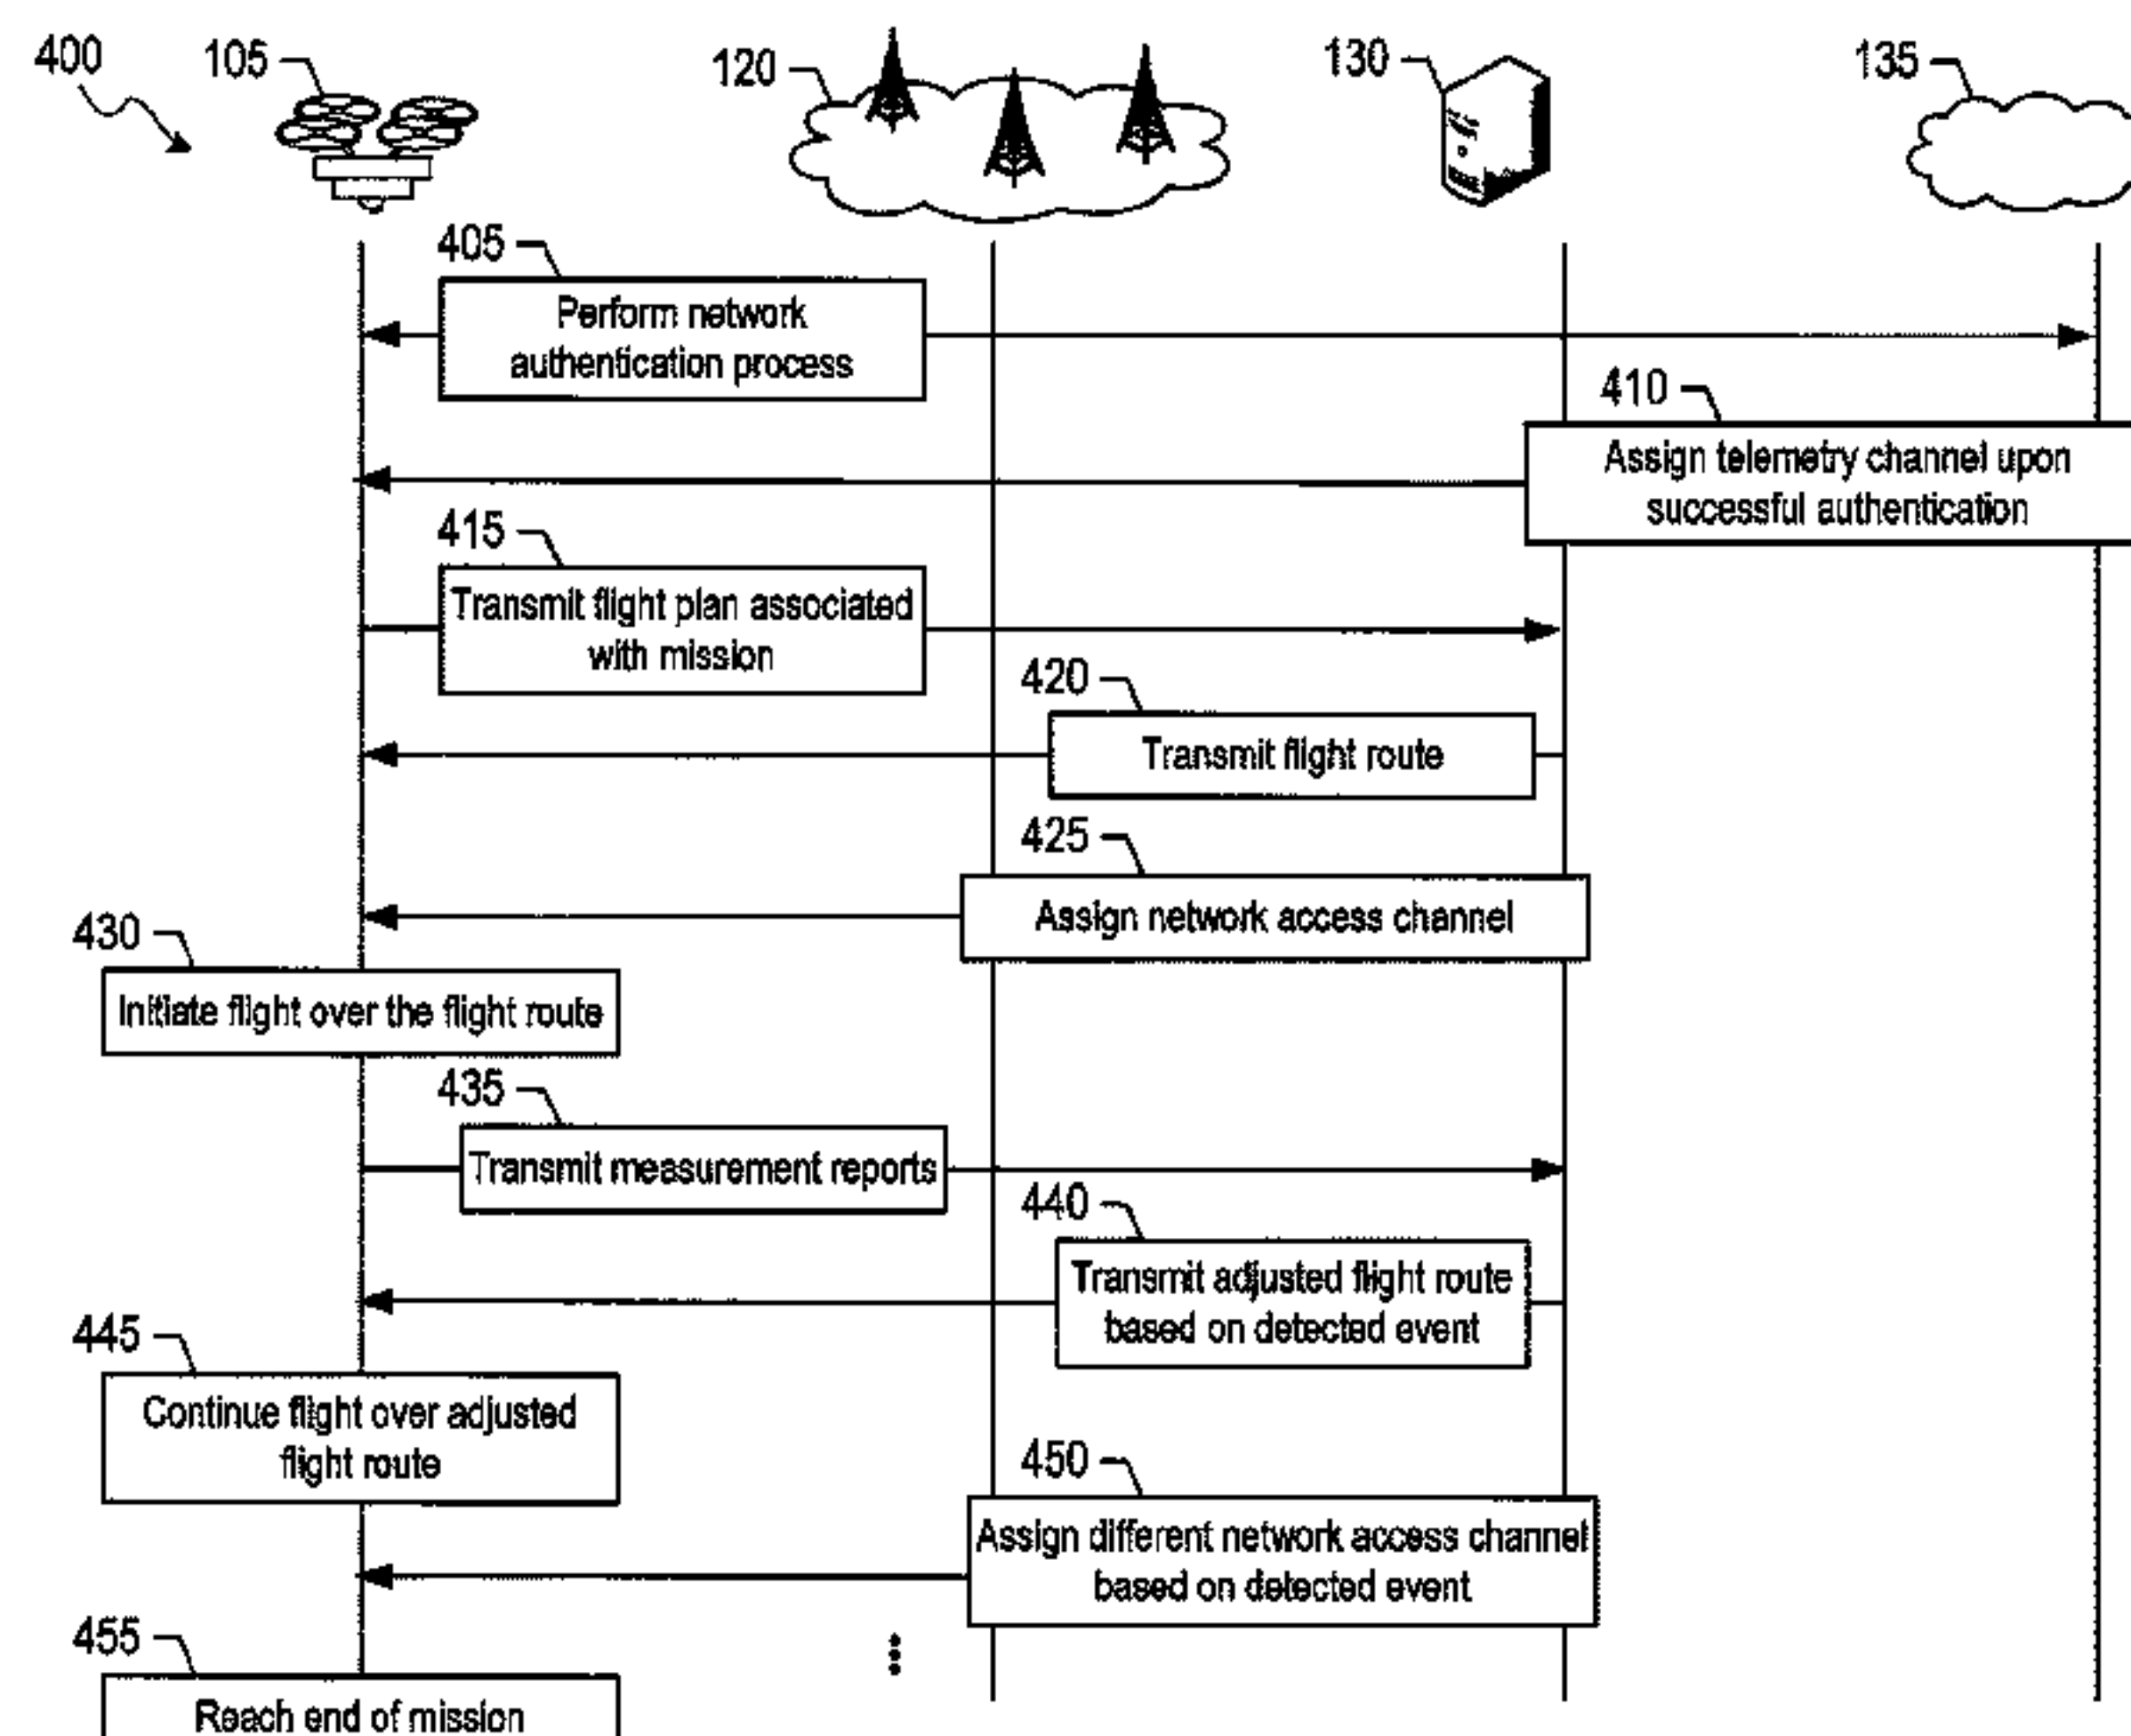 400
105
120
130
135
405
Perform network
authentication process
410
Assign telemetry channel upon
successful authentication
415
Transmit flight plan associated
with mission
420
Transmit flight route
425
Assign network access channel
430
Initiate flight over the flight route
435
Transmit measurement reports
440
Transmit adjusted flight route
based on detected event
445
Continue flight over adjusted
flight route
450
Assign different network access channel
based on detected event
455
Reach end of mission